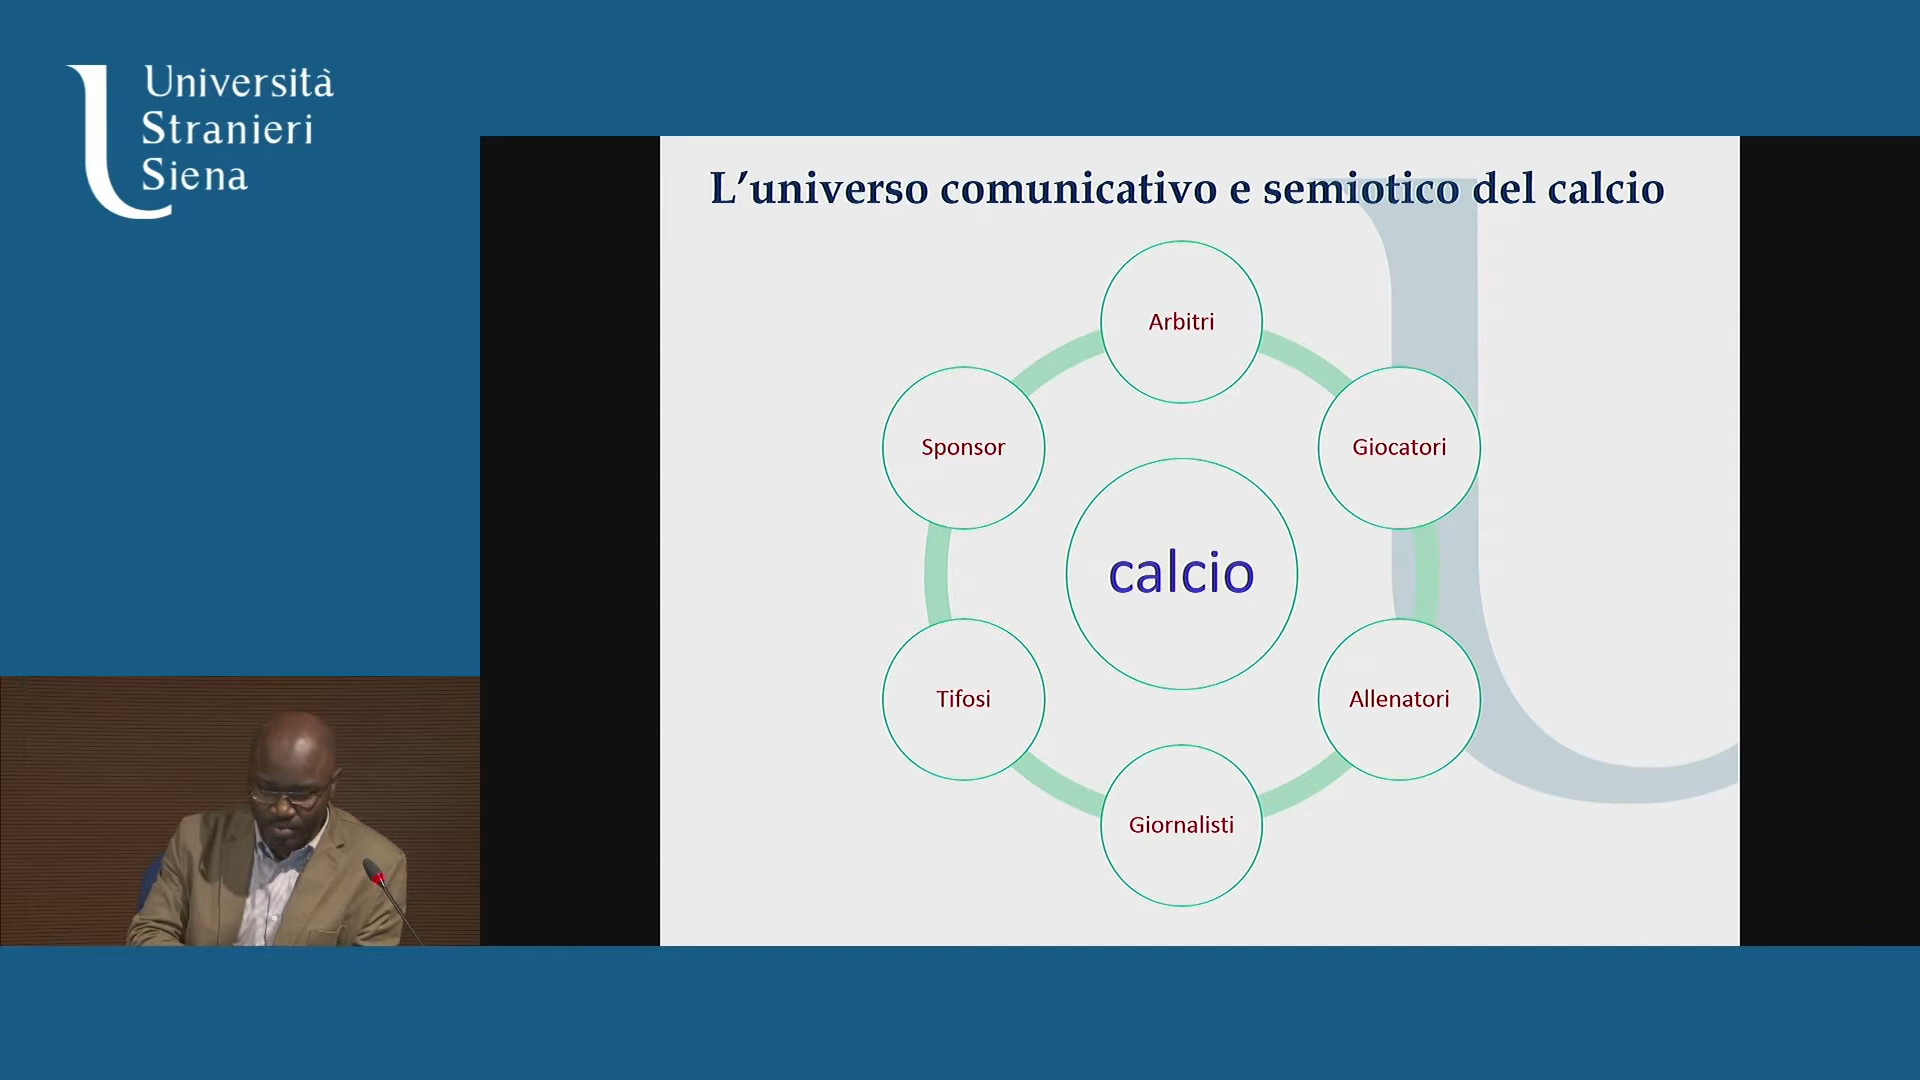 Università
Stranieri
Siena
L’universo comunicativo e semiotico del calcio
Arbitri
Sponsor
Giocatori
calcio
Tifosi
Allenatori
Giornalisti